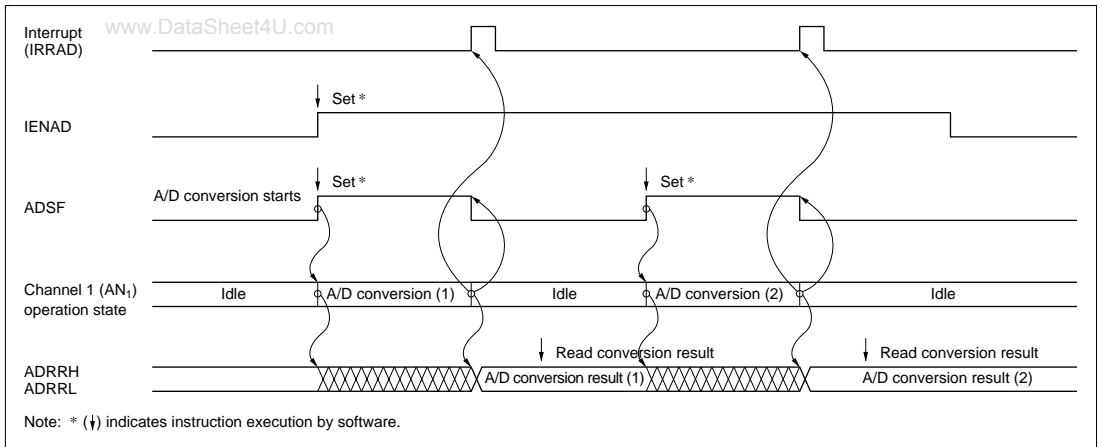 www.DataSheet4U.com
Interrupt
(IRRAD)
Set *
IENAD
Set *
Set *
A/D conversion starts
ADSF
Channel 1 (AN1)
operation state
Idle
A/D conversion (1)
Idle
A/D conversion (2)
Idle
Read conversion result
Read conversion result
ADRRH
ADRRL
A/D conversion result (1)
A/D conversion result (2)
Note: * (↓) indicates instruction execution by software.